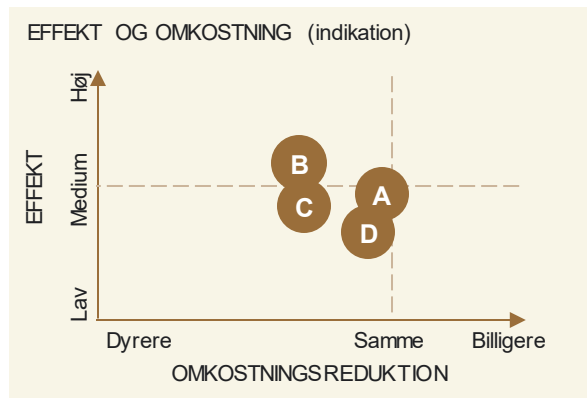 EFFEKT OG OMKOSTNING (indikation)
Høj
Medium
Lav
EFFEKT
B
C
A
D
Dyrere
Samme
Billigere
OMKOSTNINGSREDUKTION